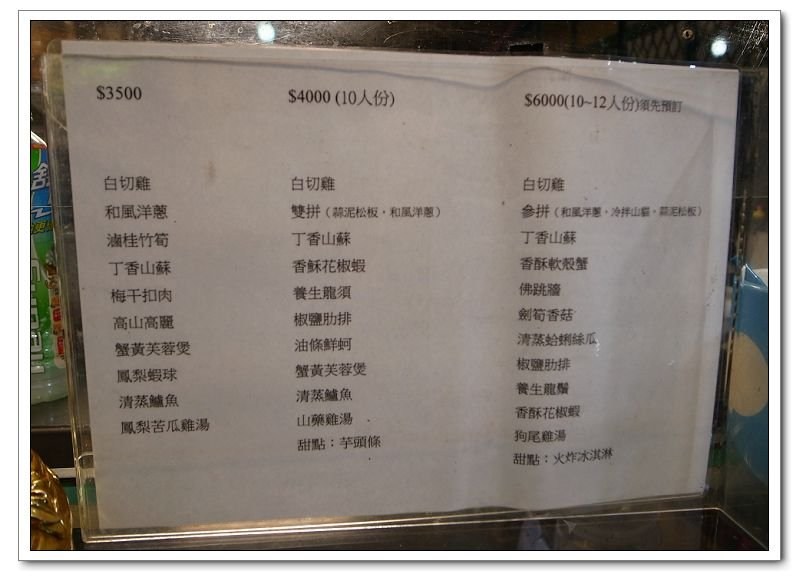 $3500
白切雞
和風洋蔥
滷桂竹筍
丁香山蘇
梅干扣肉
高山高麗
蟹黃芙蓉煲
鳳梨蝦球
清蒸鱸魚
鳳梨苦瓜雞湯
$4000 (10人份)
白切雞
雙拼（蒜泥松板，和風洋蔥）
丁香山蘇
香酥花椒蝦
養生龍須
椒鹽肋排
油條鮮蚵
蟹黃芙蓉煲
清蒸鱸魚
山藥雞湯
甜點：芋頭條
$6000(10~12人份)須先預訂
白切雞
參拼（和風洋蔥，冷拌山貓，蒜泥松板）
丁香山蘇
香酥軟殼蟹
佛跳牆
劍筍香菇
清蒸蛤蜊絲瓜
椒鹽肋排
養生龍鬚
香酥花椒蝦
狗尾雞湯
甜點：火炸冰淇淋